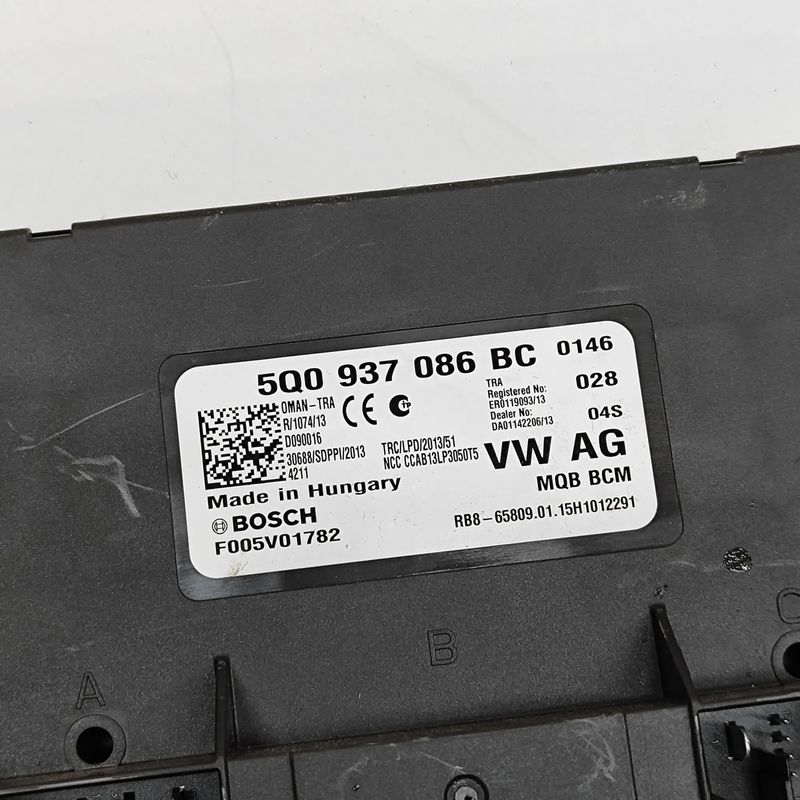 5Q0 937 086 BC 0146
OMAN-TRA
R/1074/13
D090016
30688/SDPPI/2013
4211
CE
TRC/LPD/2013/51
NCC CCAB13LP3050T5
TRA
Registered No:
ER0119093/13
Dealer No:
DA01142206/13
028
04S
VW AG
MQB BCM
Made in Hungary
BOSCH
F005V01782
RB8-65809.01.15H1012291
A
B
C